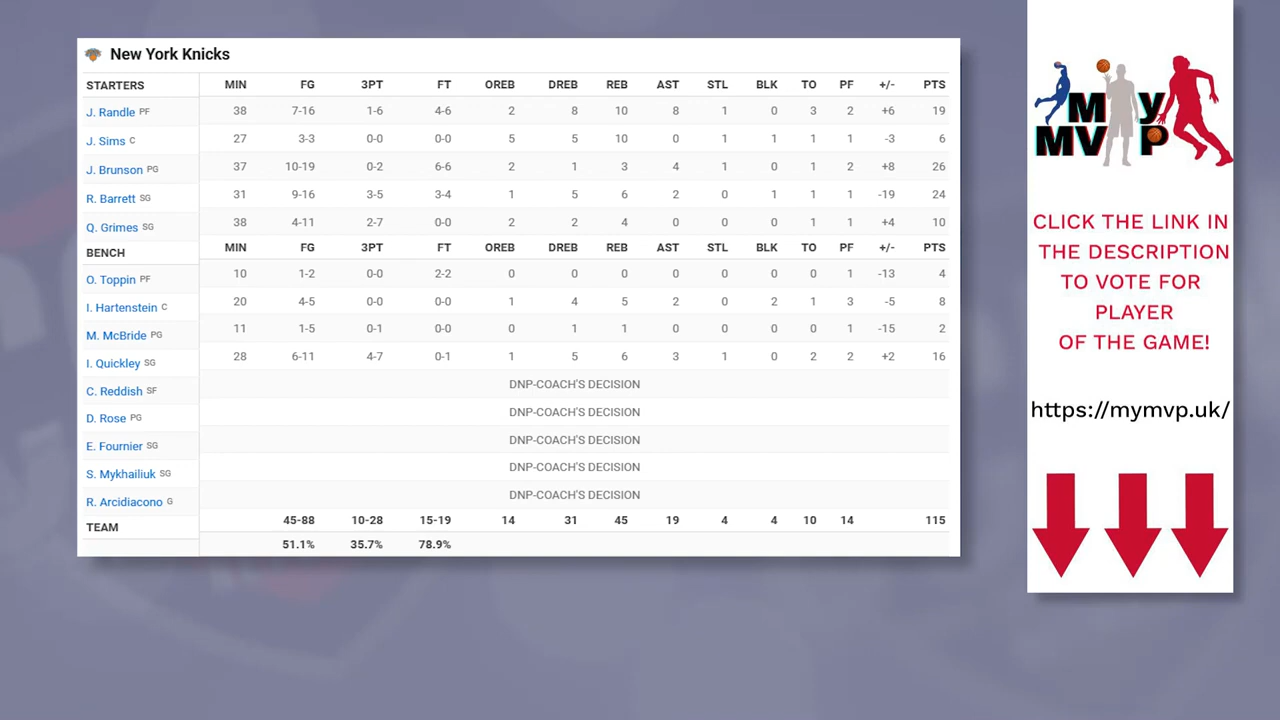 New York Knicks
STARTERS MIN FG 3PT FT OREB DREB REB AST STL BLK TO PF +/- PTS
J. Randle PF 38 7-16 1-6 4-6 2 8 10 8 1 0 3 2 +6 19
J. Sims C 27 3-3 0-0 0-0 5 5 10 0 1 1 1 1 -3 6
J. Brunson PG 37 10-19 0-2 6-6 2 1 3 4 1 0 1 2 +8 26
R. Barrett SG 31 9-16 3-5 3-4 1 5 6 2 0 1 1 1 -19 24
Q. Grimes SG 38 4-11 2-7 0-0 2 2 4 0 0 0 1 1 +4 10
BENCH MIN FG 3PT FT OREB DREB REB AST STL BLK TO PF +/- PTS
O. Toppin PF 10 1-2 0-0 2-2 0 0 0 0 0 0 0 1 -13 4
I. Hartenstein C 20 4-5 0-0 0-0 1 4 5 2 0 2 1 3 -5 8
M. McBride PG 11 1-5 0-1 0-0 0 1 1 0 0 0 0 1 -15 2
I. Quickley SG 28 6-11 4-7 0-1 1 5 6 3 1 0 2 2 +2 16
C. Reddish SF DNP-COACH'S DECISION
D. Rose PG DNP-COACH'S DECISION
E. Fournier SG DNP-COACH'S DECISION
S. Mykhailiuk SG DNP-COACH'S DECISION
R. Arcidiacono G DNP-COACH'S DECISION
TEAM 45-88 10-28 15-19 14 31 45 19 4 4 10 14 115
51.1% 35.7% 78.9%
My
MVP
CLICK THE LINK IN
THE DESCRIPTION
TO VOTE FOR
PLAYER
OF THE GAME!
https://mymvp.uk/